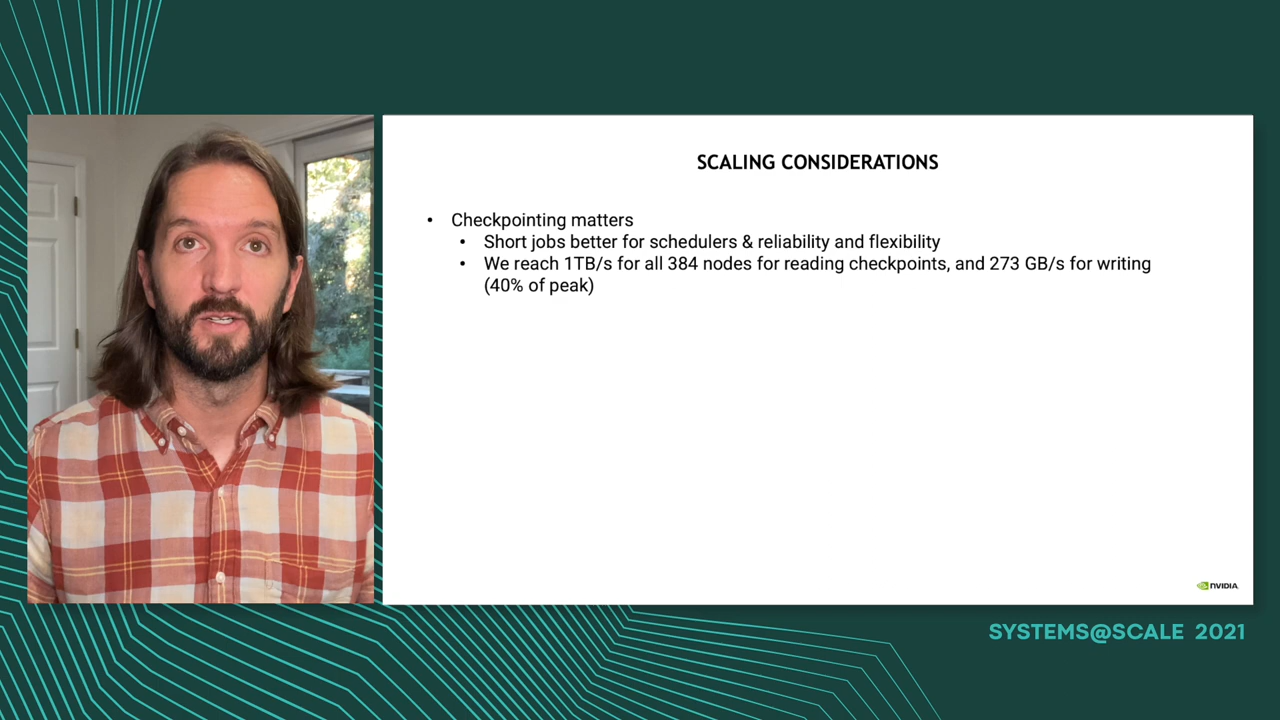 SCALING CONSIDERATIONS
• Checkpointing matters
• Short jobs better for schedulers & reliability and flexibility
• We reach 1TB/s for all 384 nodes for reading checkpoints, and 273 GB/s for writing
(40% of peak)
NVIDIA
SYSTEMS@SCALE 2021